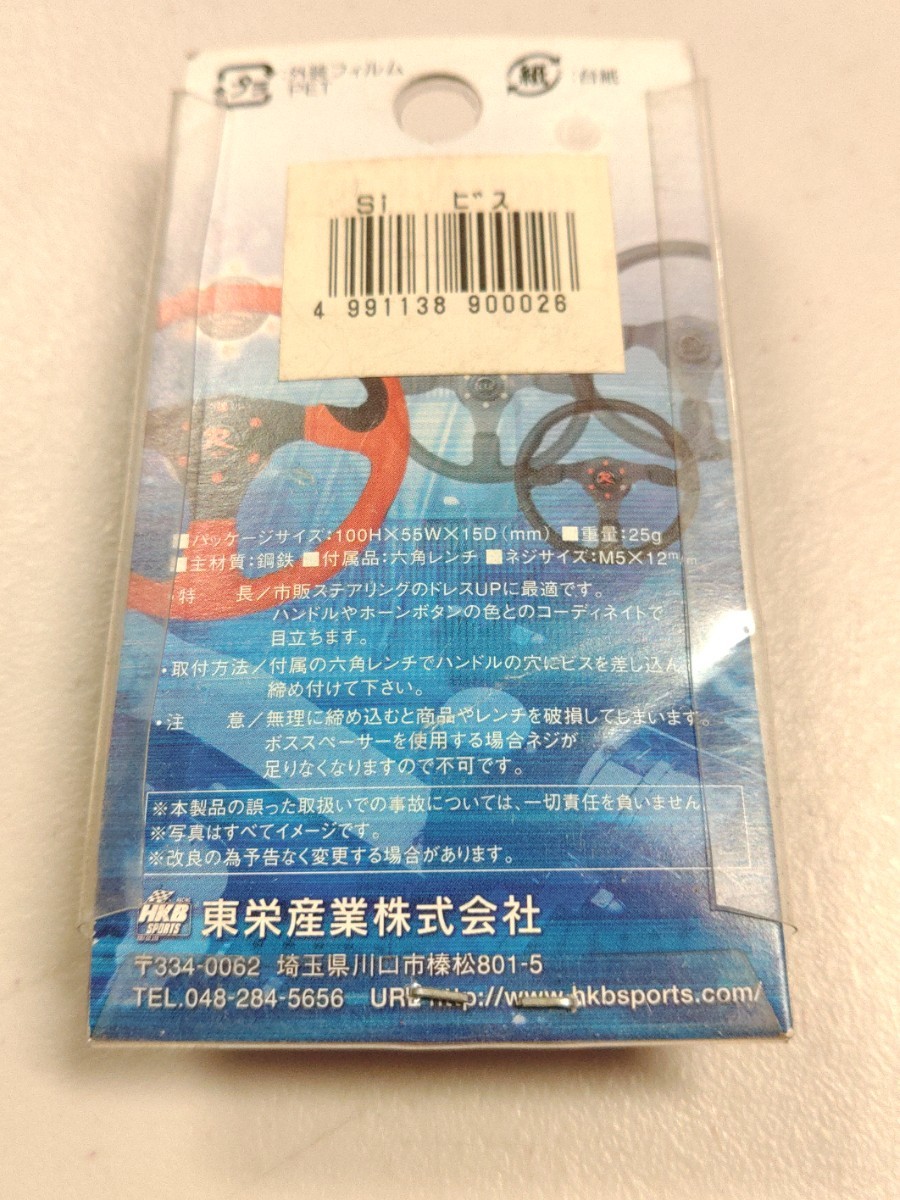 プラ
:外装フィルム
PET
紙
:台紙
Si ビス
4 991138 900026
■パッケージサイズ:100H×55W×15D(mm) ■重量:25g
■主材質:鋼鉄 ■付属品:六角レンチ ■ネジサイズ:M5×12mm
・特 長/市販ステアリングのドレスUPに最適です。
ハンドルやホーンボタンの色とのコーディネイトで
目立ちます。
・取付方法/付属の六角レンチでハンドルの穴にビスを差し込ん
締め付けて下さい。
・注 意/無理に締め込むと商品やレンチを破損してしまいます。
ボススペーサーを使用する場合ネジが
足りなくなりますので不可です。
※本製品の誤った取扱いでの事故については、一切責任を負いません。
※写真はすべてイメージです。
※改良の為予告なく変更する場合があります。
HKB
SPORTS
東栄産業株式会社
〒334-0062 埼玉県川口市榛松801-5
TEL.048-284-5656 URL http://www.hkbsports.com/